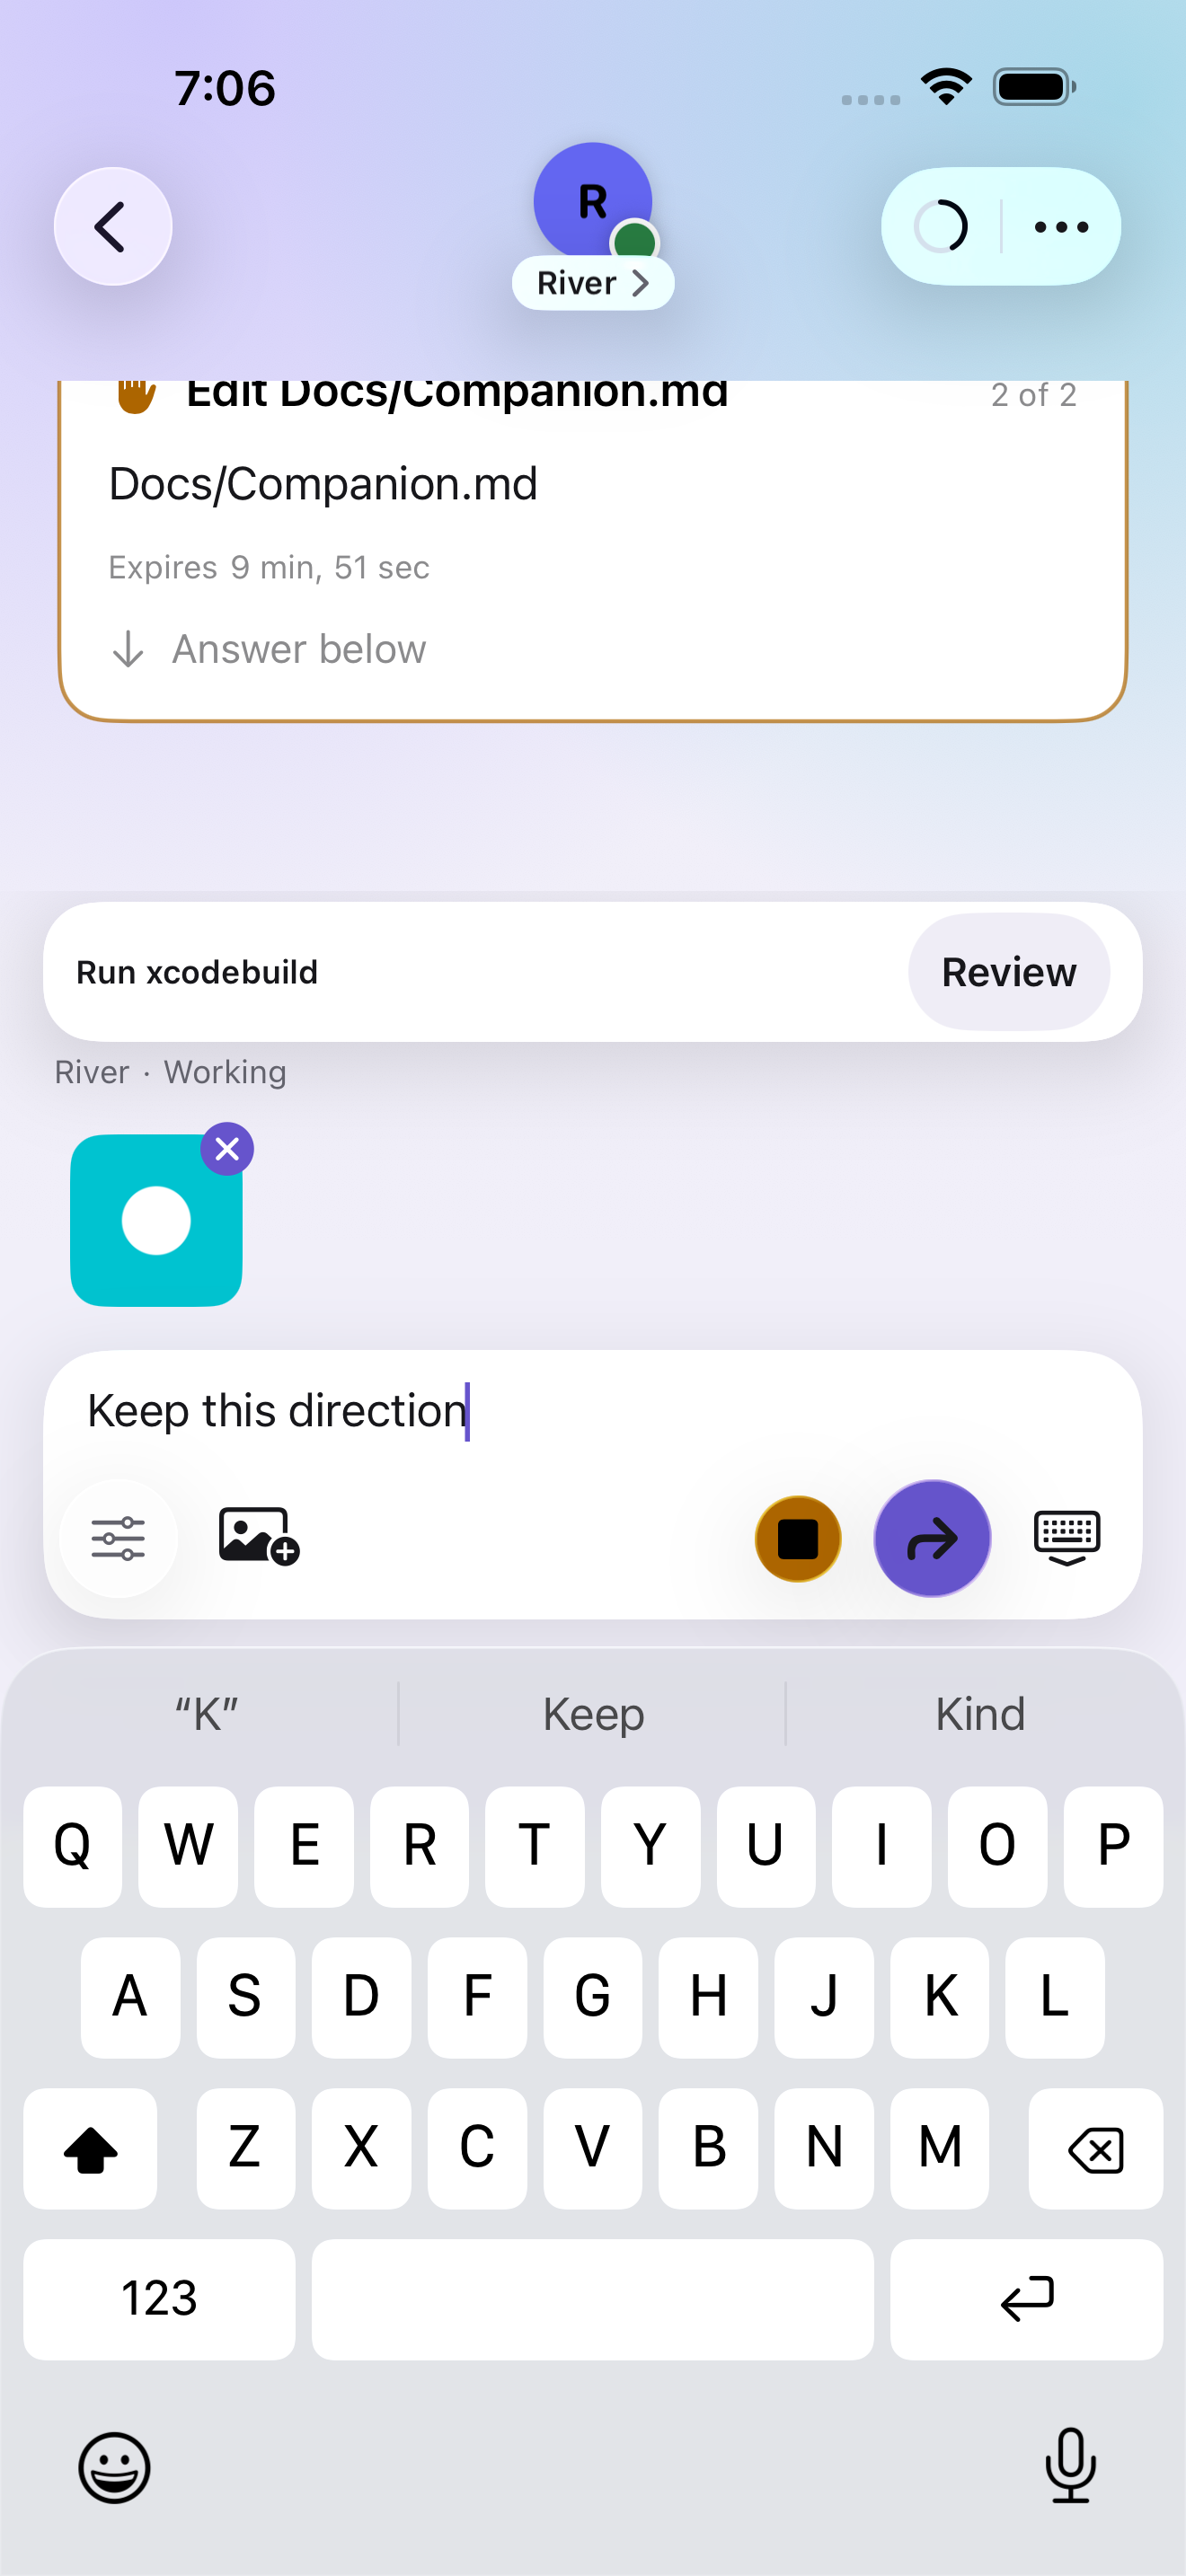 7:06
R
River
Edit Docs/Companion.md
2 of 2
Docs/Companion.md
Expires 9 min, 51 sec
Answer below
Run xcodebuild
Review
River · Working
Keep this direction
“K” Keep Kind
Q W E R T Y U I O P
A S D F G H J K L
Z X C V B N M
123